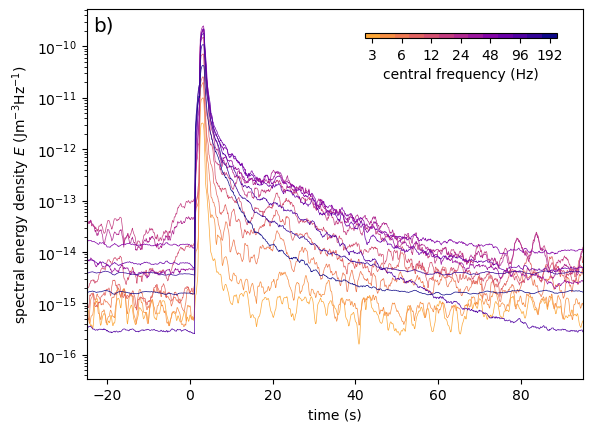 b)
3 6 12 24 48 96 192
central frequency (Hz)
spectral energy density E (Jm⁻³Hz⁻¹)
10⁻¹⁰
10⁻¹¹
10⁻¹²
10⁻¹³
10⁻¹⁴
10⁻¹⁵
10⁻¹⁶
−20 0 20 40 60 80
time (s)